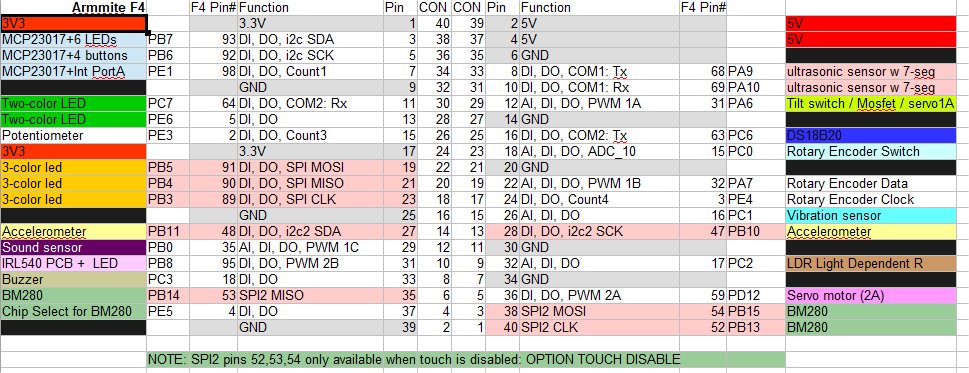 Armmite F4 F4 Pin# Function Pin CON CON Pin Function F4 Pin#
3V3 3.3V 1 40 39 2 5V 5V
MCP23017+6 LEDs PB7 93 DI, DO, i2c SDA 3 38 37 4 5V 5V
MCP23017+4 buttons PB6 92 DI, DO, i2c SCK 5 36 35 6 GND
MCP23017+Int PortA PE1 98 DI, DO, Count1 7 34 33 8 DI, DO, COM1: Tx 68 PA9 ultrasonic sensor w 7-seg
GND 9 32 31 10 DI, DO, COM1: Rx 69 PA10 ultrasonic sensor w 7-seg
Two-color LED PC7 64 DI, DO, COM2: Rx 11 30 29 12 AI, DI, DO, PWM 1A 31 PA6 Tilt switch / Mosfet / servo1A
Two-color LED PE6 5 DI, DO 13 28 27 14 GND
Potentiometer PE3 2 DI, DO, Count3 15 26 25 16 DI, DO, COM2: Tx 63 PC6 DS18B20
3V3 3.3V 17 24 23 18 AI, DI, DO, ADC_10 15 PC0 Rotary Encoder Switch
3-color led PB5 91 DI, DO, SPI MOSI 19 22 21 20 GND
3-color led PB4 90 DI, DO, SPI MISO 21 20 19 22 AI, DI, DO, PWM 1B 32 PA7 Rotary Encoder Data
3-color led PB3 89 DI, DO, SPI CLK 23 18 17 24 DI, DO, Count4 3 PE4 Rotary Encoder Clock
GND 25 16 15 26 AI, DI, DO 16 PC1 Vibration sensor
Accelerometer PB11 48 DI, DO, i2c2 SDA 27 14 13 28 DI, DO, i2c2 SCK 47 PB10 Accelerometer
Sound sensor PB0 35 AI, DI, DO, PWM 1C 29 12 11 30 GND
IRL540 PCB + LED PB8 95 DI, DO, PWM 2B 31 10 9 32 AI, DI, DO 17 PC2 LDR Light Dependent R
Buzzer PC3 18 DI, DO 33 8 7 34 GND
BM280 PB14 53 SPI2 MISO 35 6 5 36 DI, DO, PWM 2A 59 PD12 Servo motor (2A)
Chip Select for BM280 PE5 4 DI, DO 37 4 3 38 SPI2 MOSI 54 PB15 BM280
GND 39 2 1 40 SPI2 CLK 52 PB13 BM280
NOTE: SPI2 pins 52,53,54 only available when touch is disabled: OPTION TOUCH DISABLE